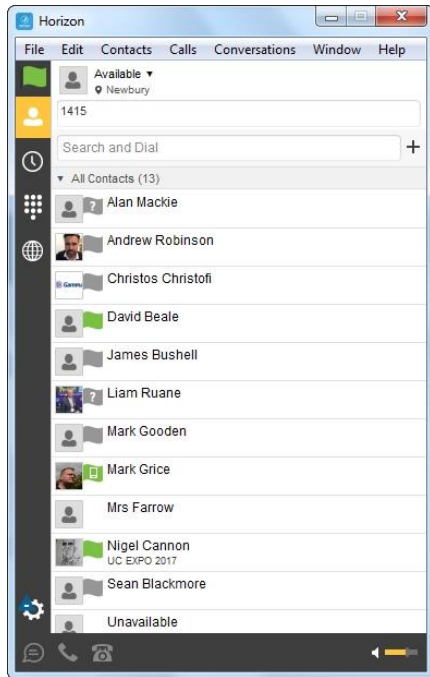 Horizon
File Edit Contacts Calls Conversations Window Help
Available
Newbury
1415
Search and Dial
All Contacts (13)
? Alan Mackie
Andrew Robinson
Gamma Christos Christofi
David Beale
James Bushell
? Liam Ruane
Mark Gooden
Mark Grice
Mrs Farrow
Nigel Cannon
UC EXPO 2017
Sean Blackmore
Unavailable